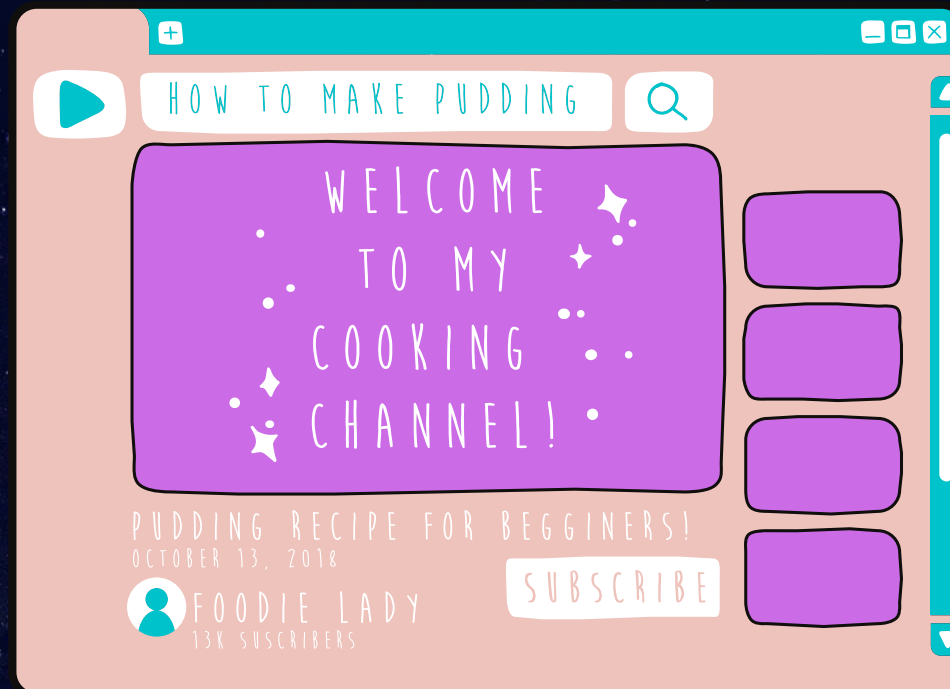 HOW TO MAKE PUDDING
WELCOME
TO MY
COOKING
CHANNEL!
PUDDING RECIPE FOR BEGGINERS!
OCTOBER 13, 2018
SUBSCRIBE
FOODIE LADY
13K SUSCRIBERS